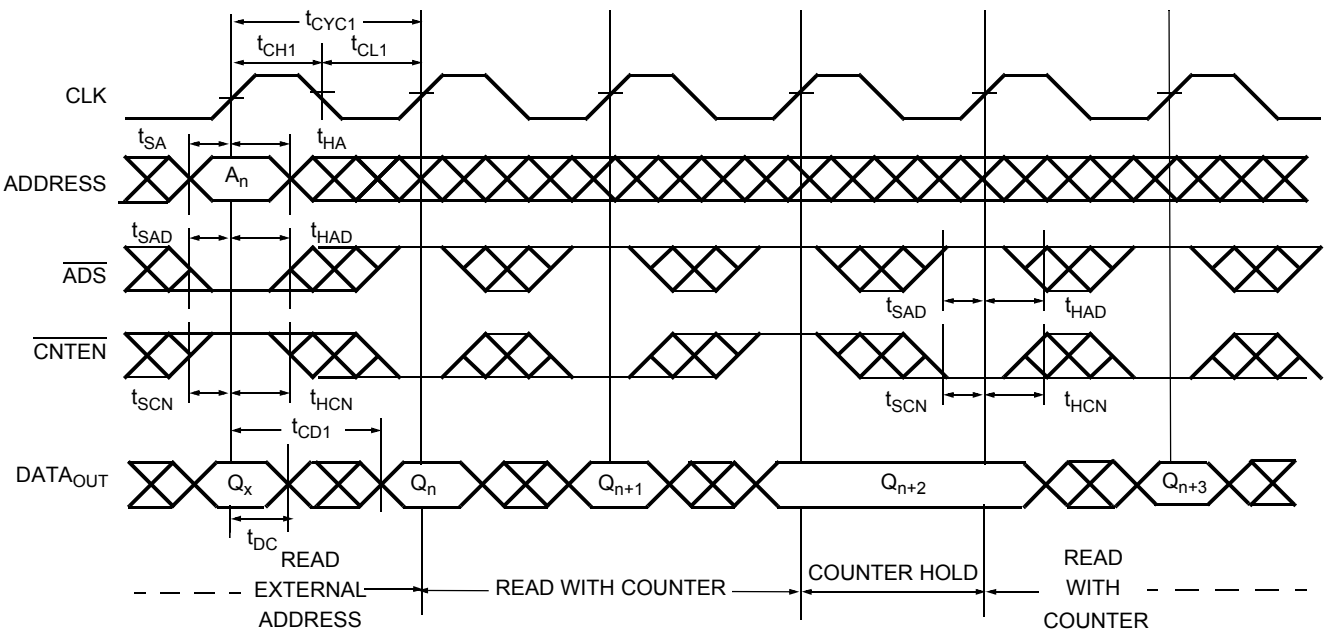 tCYC1
tCH1 tCL1
CLK
tSA tHA
ADDRESS An
tSAD tHAD
ADS
tSAD tHAD
CNTEN
tSCN tHCN tSCN tHCN
tCD1
DATAOUT Qx Qn Qn+1 Qn+2 Qn+3
tDC
READ
EXTERNAL
ADDRESS
READ WITH COUNTER
COUNTER HOLD
READ
WITH
COUNTER